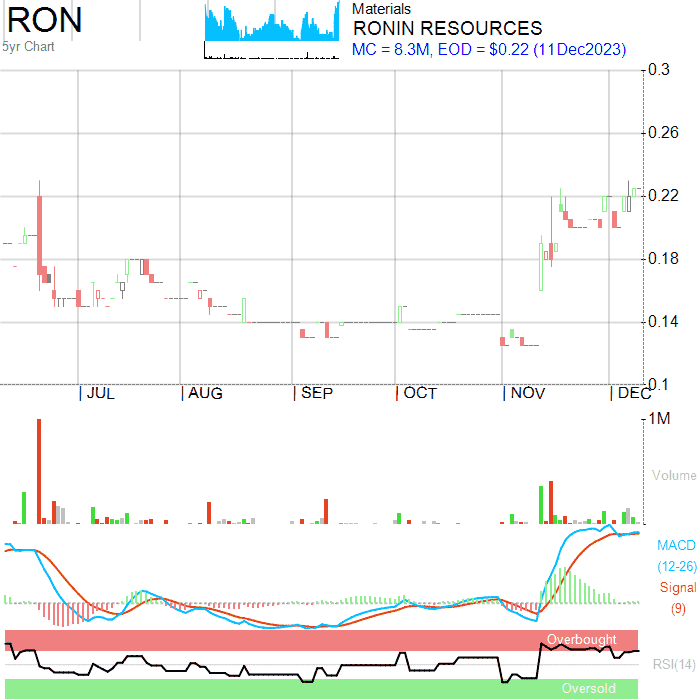 RON
5yr Chart
Materials
RONIN RESOURCES
MC = 8.3M, EOD = $0.22 (11Dec2023)
0.3
0.26
0.22
0.18
0.14
0.1
| JUL | AUG | SEP | OCT | NOV | DEC
1M
Volume
MACD
(12-26)
Signal
(9)
Overbought
RSI(14)
Oversold